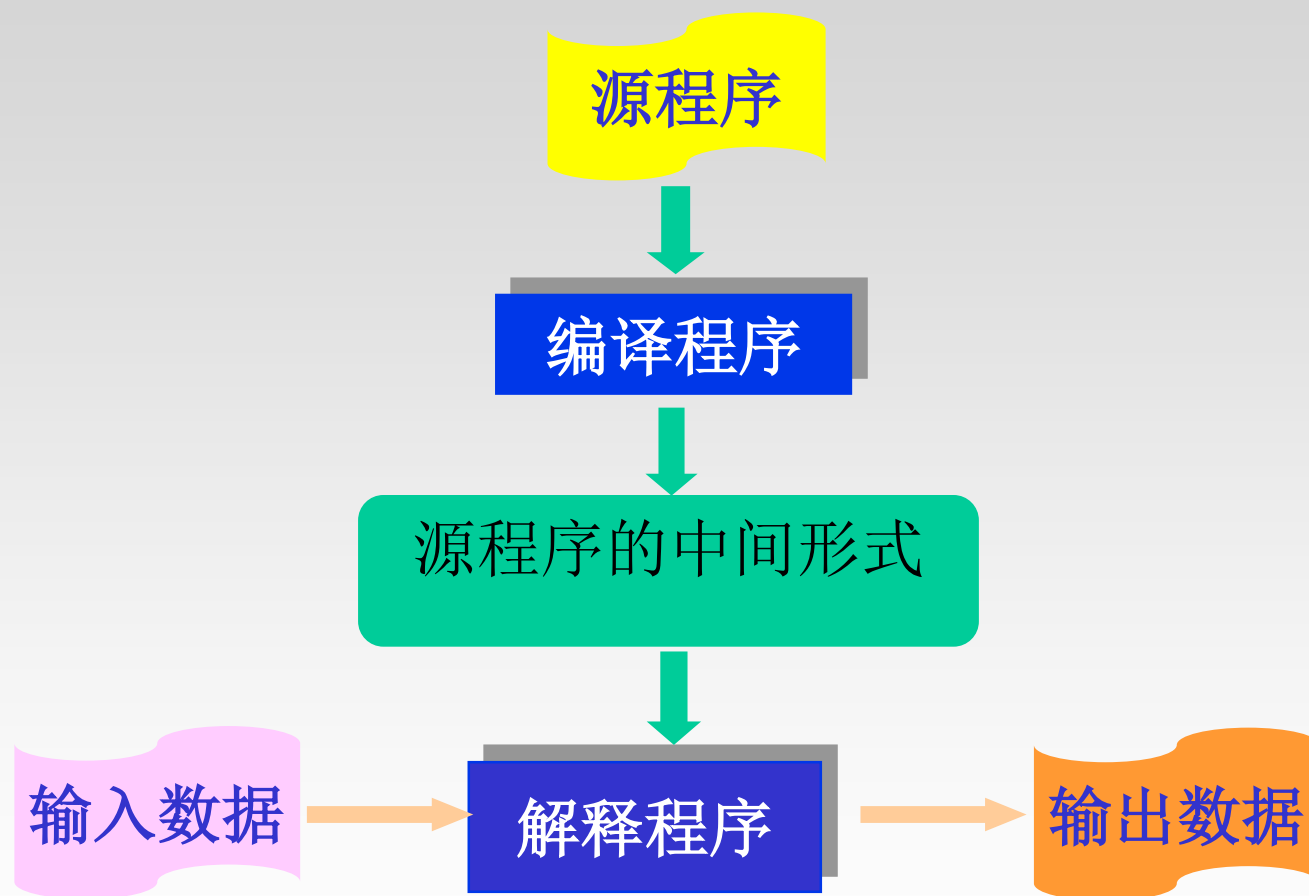 源程序
编译程序
源程序的中间形式
输入数据
解释程序
输出数据